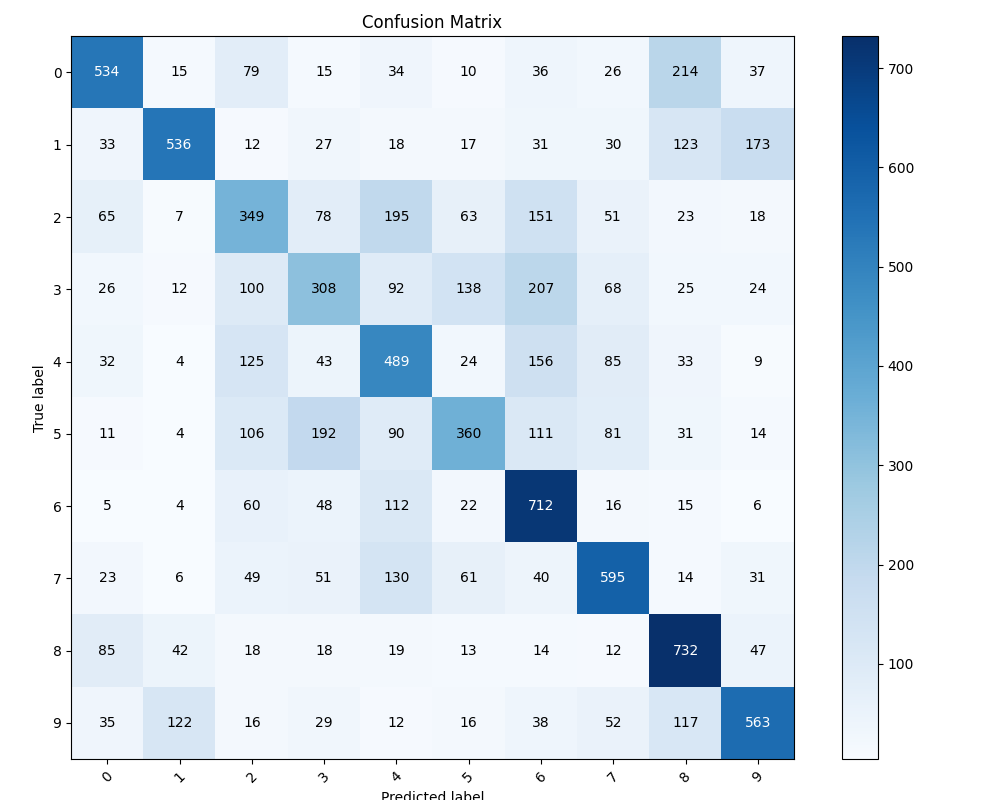 Confusion Matrix
0 534 15 79 15 34 10 36 26 214 37
1 33 536 12 27 18 17 31 30 123 173
2 65 7 349 78 195 63 151 51 23 18
3 26 12 100 308 92 138 207 68 25 24
4 32 4 125 43 489 24 156 85 33 9
5 11 4 106 192 90 360 111 81 31 14
6 5 4 60 48 112 22 712 16 15 6
7 23 6 49 51 130 61 40 595 14 31
8 85 42 18 18 19 13 14 12 732 47
9 35 122 16 29 12 16 38 52 117 563
0 1 2 3 4 5 6 7 8 9
True label
Predicted label
700
600
500
400
300
200
100